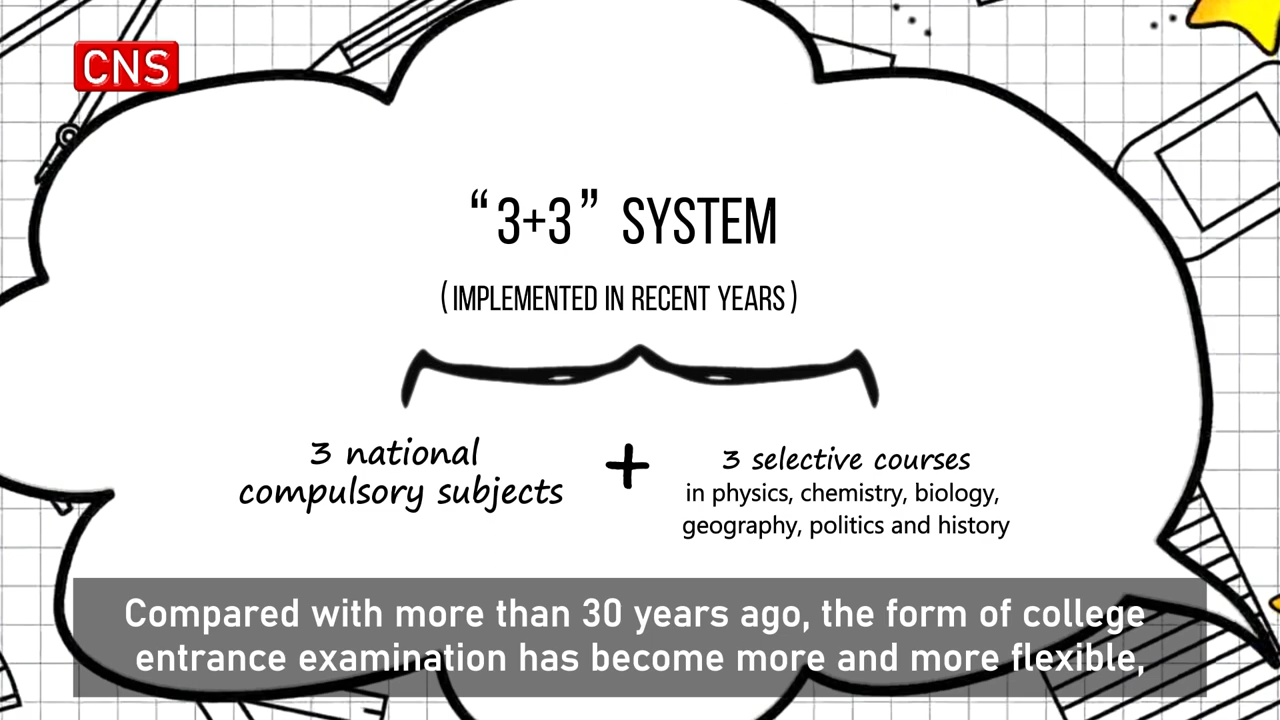 CNS
“3+3” SYSTEM
(IMPLEMENTED IN RECENT YEARS)
3 national
compulsory subjects
+
3 selective courses
in physics, chemistry, biology,
geography, politics and history
Compared with more than 30 years ago, the form of college
entrance examination has become more and more flexible,